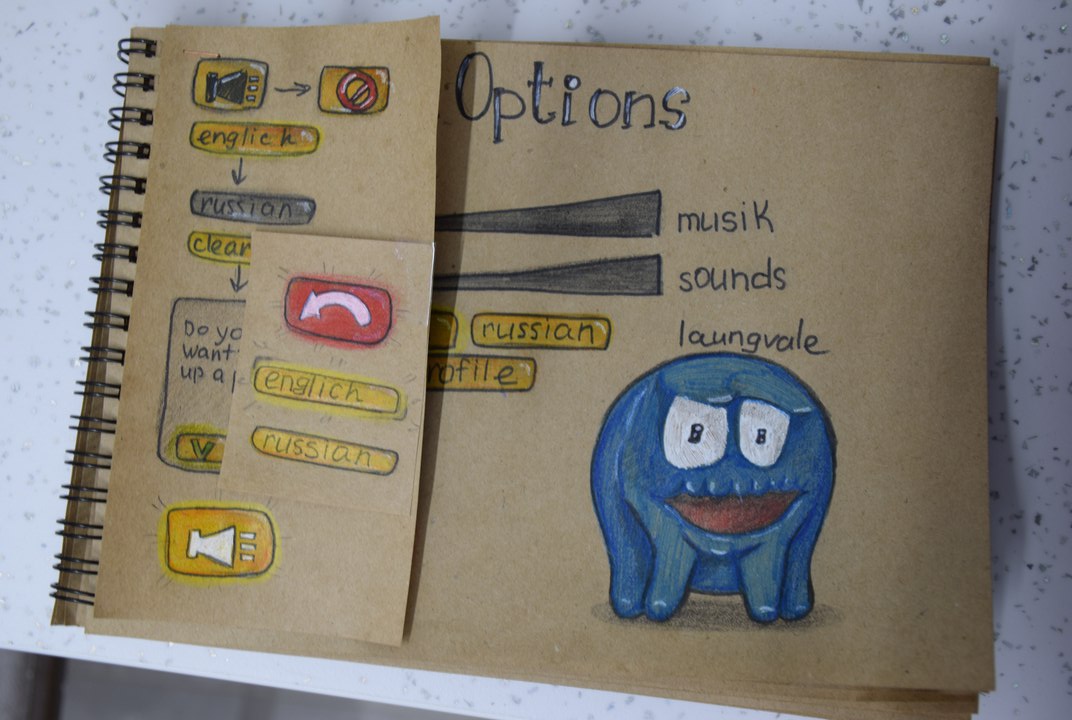 Options
englich
russian
clear
Do yo
want
up a
englich
russian
musik
sounds
russian
laungvale
rofile